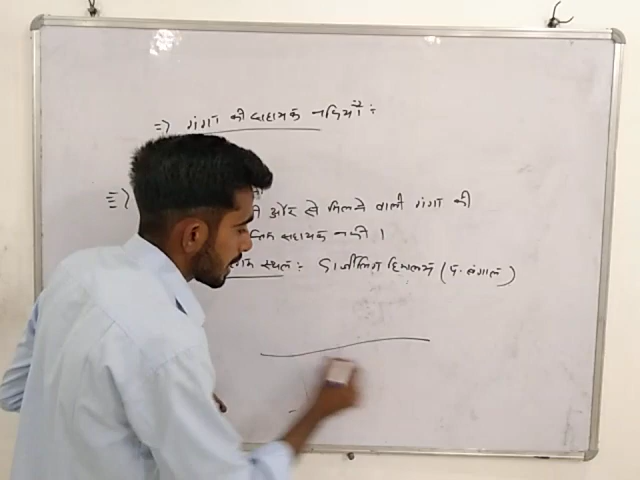 => गंगा की सहायक नदियाँ :
ओर से मिलने वाली गंगा की
सहायक नदी ।
स्थल : दार्जीलिंग हिमालय (प. बंगाल)